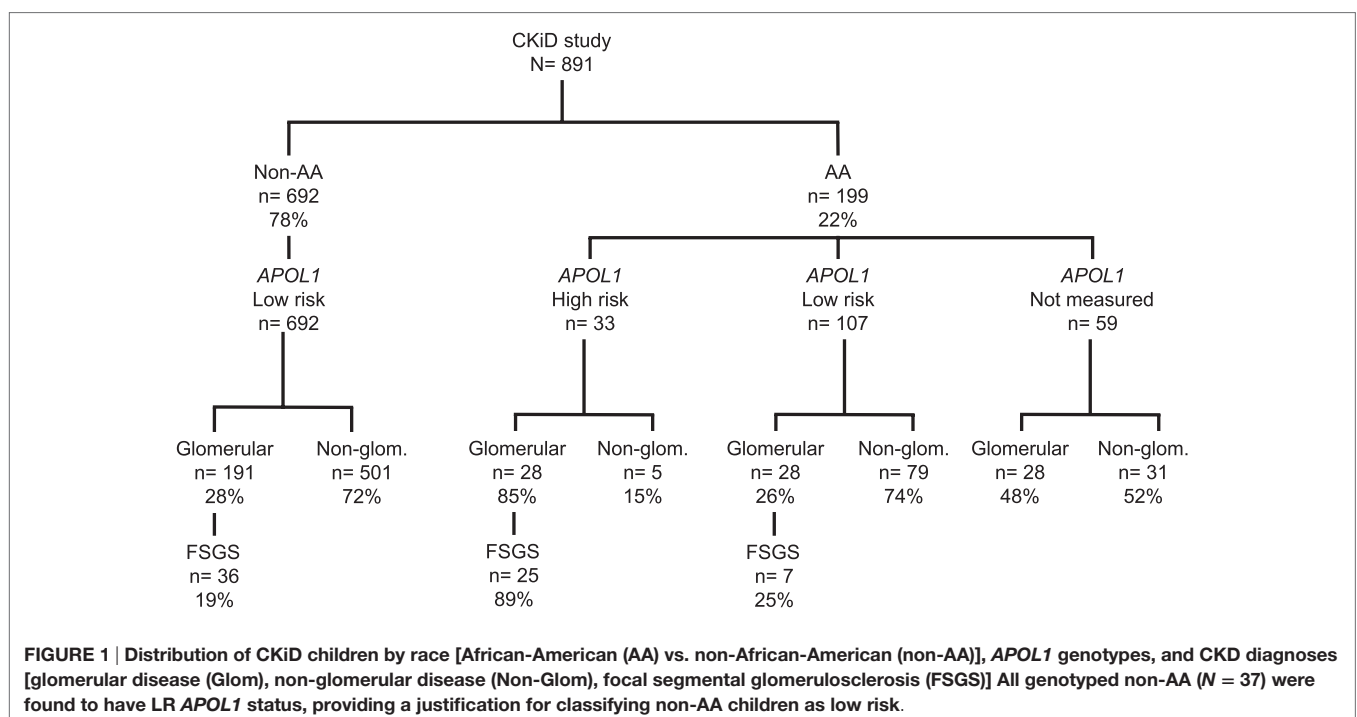 CKiD study
N= 891
Non-AA
n= 692
78%
AA
n= 199
22%
APOL1
Low risk
n= 692
APOL1
High risk
n= 33
APOL1
Low risk
n= 107
APOL1
Not measured
n= 59
Glomerular
n= 191
28%
Non-glom.
n= 501
72%
Glomerular
n= 28
85%
Non-glom.
n= 5
15%
Glomerular
n= 28
26%
Non-glom.
n= 79
74%
Glomerular
n= 28
48%
Non-glom.
n= 31
52%
FSGS
n= 36
19%
FSGS
n= 25
89%
FSGS
n= 7
25%
FIGURE 1 | Distribution of CKiD children by race [African-American (AA) vs. non-African-American (non-AA)], APOL1 genotypes, and CKD diagnoses
[glomerular disease (Glom), non-glomerular disease (Non-Glom), focal segmental glomerulosclerosis (FSGS)] All genotyped non-AA (N = 37) were
found to have LR APOL1 status, providing a justification for classifying non-AA children as low risk.